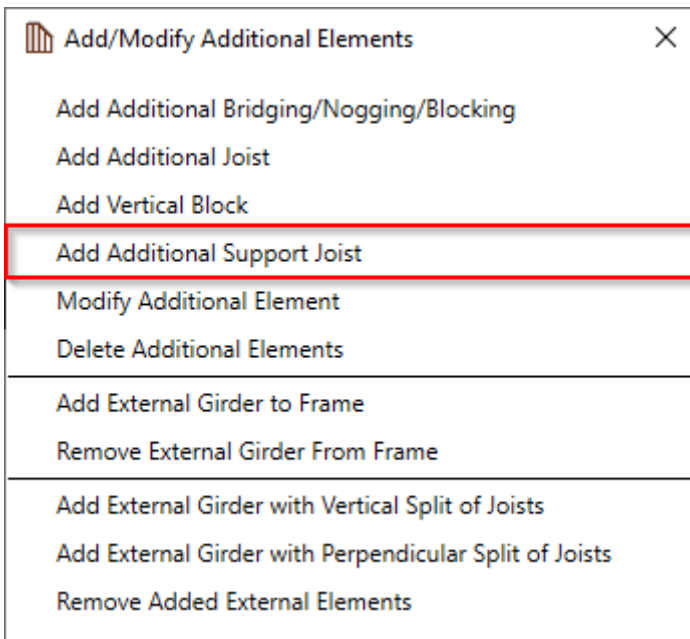 Add/Modify Additional Elements
Add Additional Bridging/Nogging/Blocking
Add Additional Joist
Add Vertical Block
Add Additional Support Joist
Modify Additional Element
Delete Additional Elements
Add External Girder to Frame
Remove External Girder From Frame
Add External Girder with Vertical Split of Joists
Add External Girder with Perpendicular Split of Joists
Remove Added External Elements